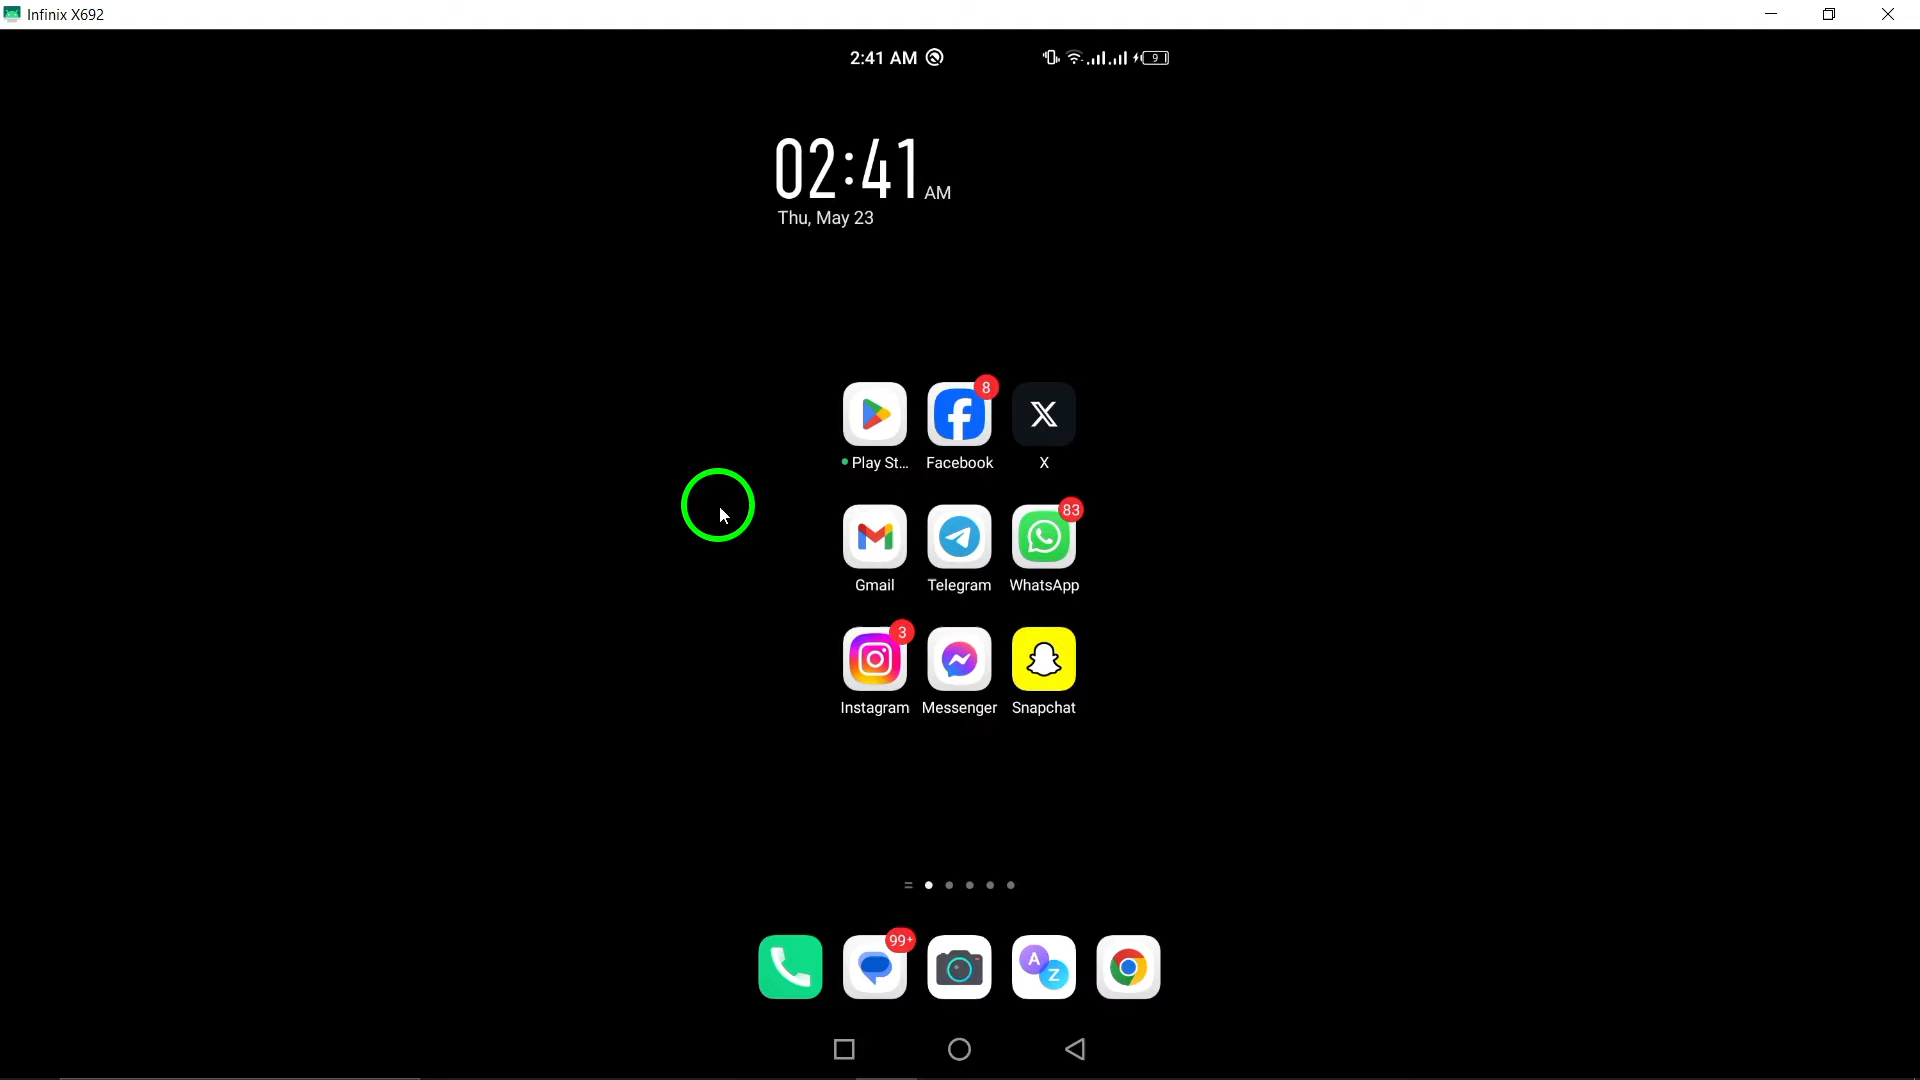 Infinix X692
2:41 AM
9
02:41 AM
Thu, May 23
8
Play St... Facebook X
83
Gmail Telegram WhatsApp
3
Instagram Messenger Snapchat
99+
A
Z